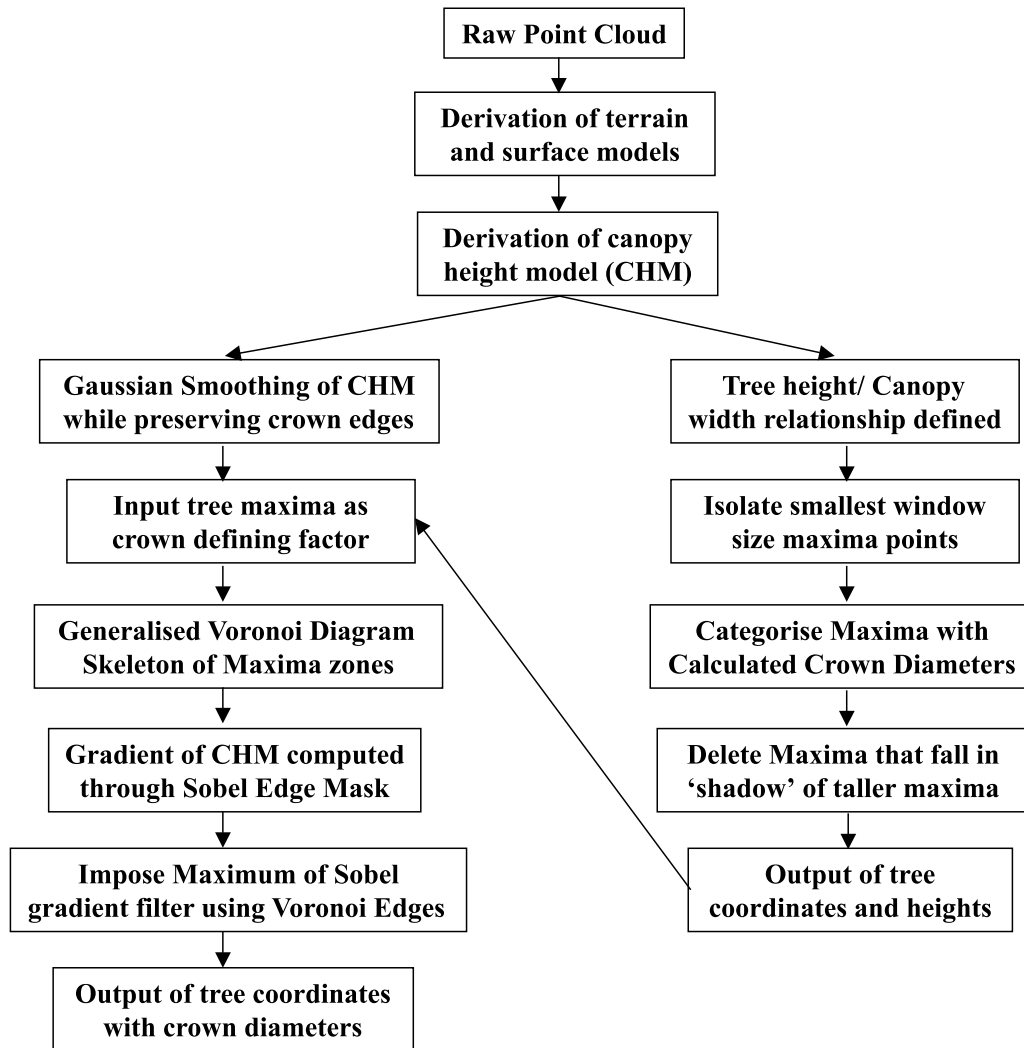 Raw Point Cloud
Derivation of terrain
and surface models
Derivation of canopy
height model (CHM)
Gaussian Smoothing of CHM
while preserving crown edges
Input tree maxima as
crown defining factor
Generalised Voronoi Diagram
Skeleton of Maxima zones
Gradient of CHM computed
through Sobel Edge Mask
Impose Maximum of Sobel
gradient filter using Voronoi Edges
Output of tree coordinates
with crown diameters
Tree height/ Canopy
width relationship defined
Isolate smallest window
size maxima points
Categorise Maxima with
Calculated Crown Diameters
Delete Maxima that fall in
‘shadow’ of taller maxima
Output of tree
coordinates and heights